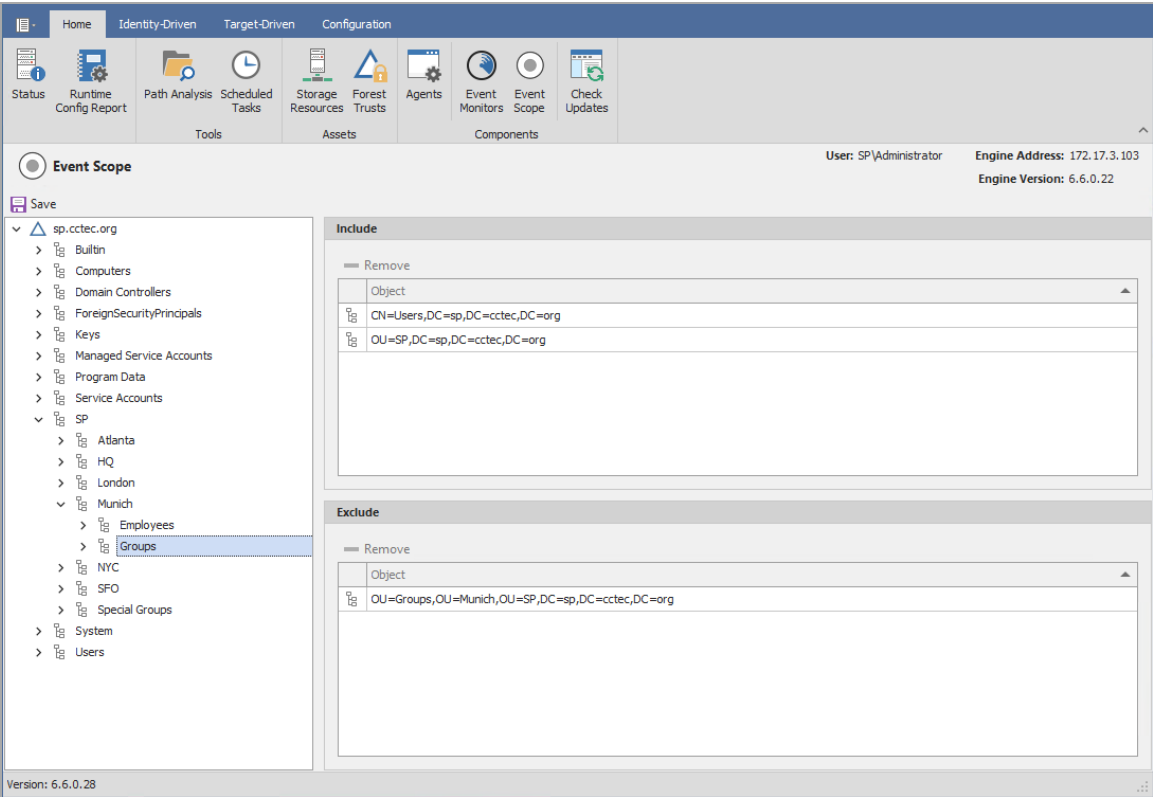 Home Identity-Driven Target-Driven Configuration
Status Runtime Config Report Path Analysis Scheduled Tasks Storage Resources Forest Trusts Agents Event Monitors Event Scope Check Updates
Tools Assets Components
Event Scope
User: SP\Administrator Engine Address: 172.17.3.103
Engine Version: 6.6.0.22
Save
sp.cctec.org
Builtin
Computers
Domain Controllers
ForeignSecurityPrincipals
Keys
Managed Service Accounts
Program Data
Service Accounts
SP
Atlanta
HQ
London
Munich
Employees
Groups
NYC
SFO
Special Groups
System
Users
Include
Remove
Object
CN=Users,DC=sp,DC=cctec,DC=org
OU=SP,DC=sp,DC=cctec,DC=org
Exclude
Remove
Object
OU=Groups,OU=Munich,OU=SP,DC=sp,DC=cctec,DC=org
Version: 6.6.0.28